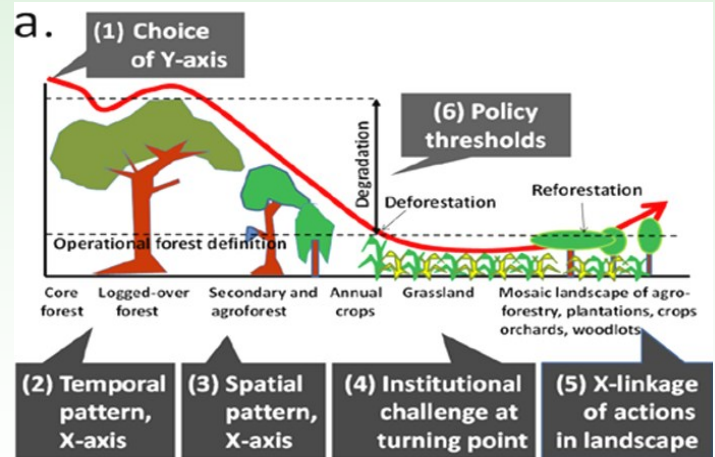 a.
(1) Choice
of Y-axis
(6) Policy
thresholds
Degradation
Deforestation
Reforestation
Operational forest definition
Core
forest
Logged-over
forest
Secondary and
agroforest
Annual
crops
Grassland
Mosaic landscape of agro-
forestry, plantations, crops
orchards, woodlots
(2) Temporal
pattern,
X-axis
(3) Spatial
pattern,
X-axis
(4) Institutional
challenge at
turning point
(5) X-linkage
of actions
in landscape